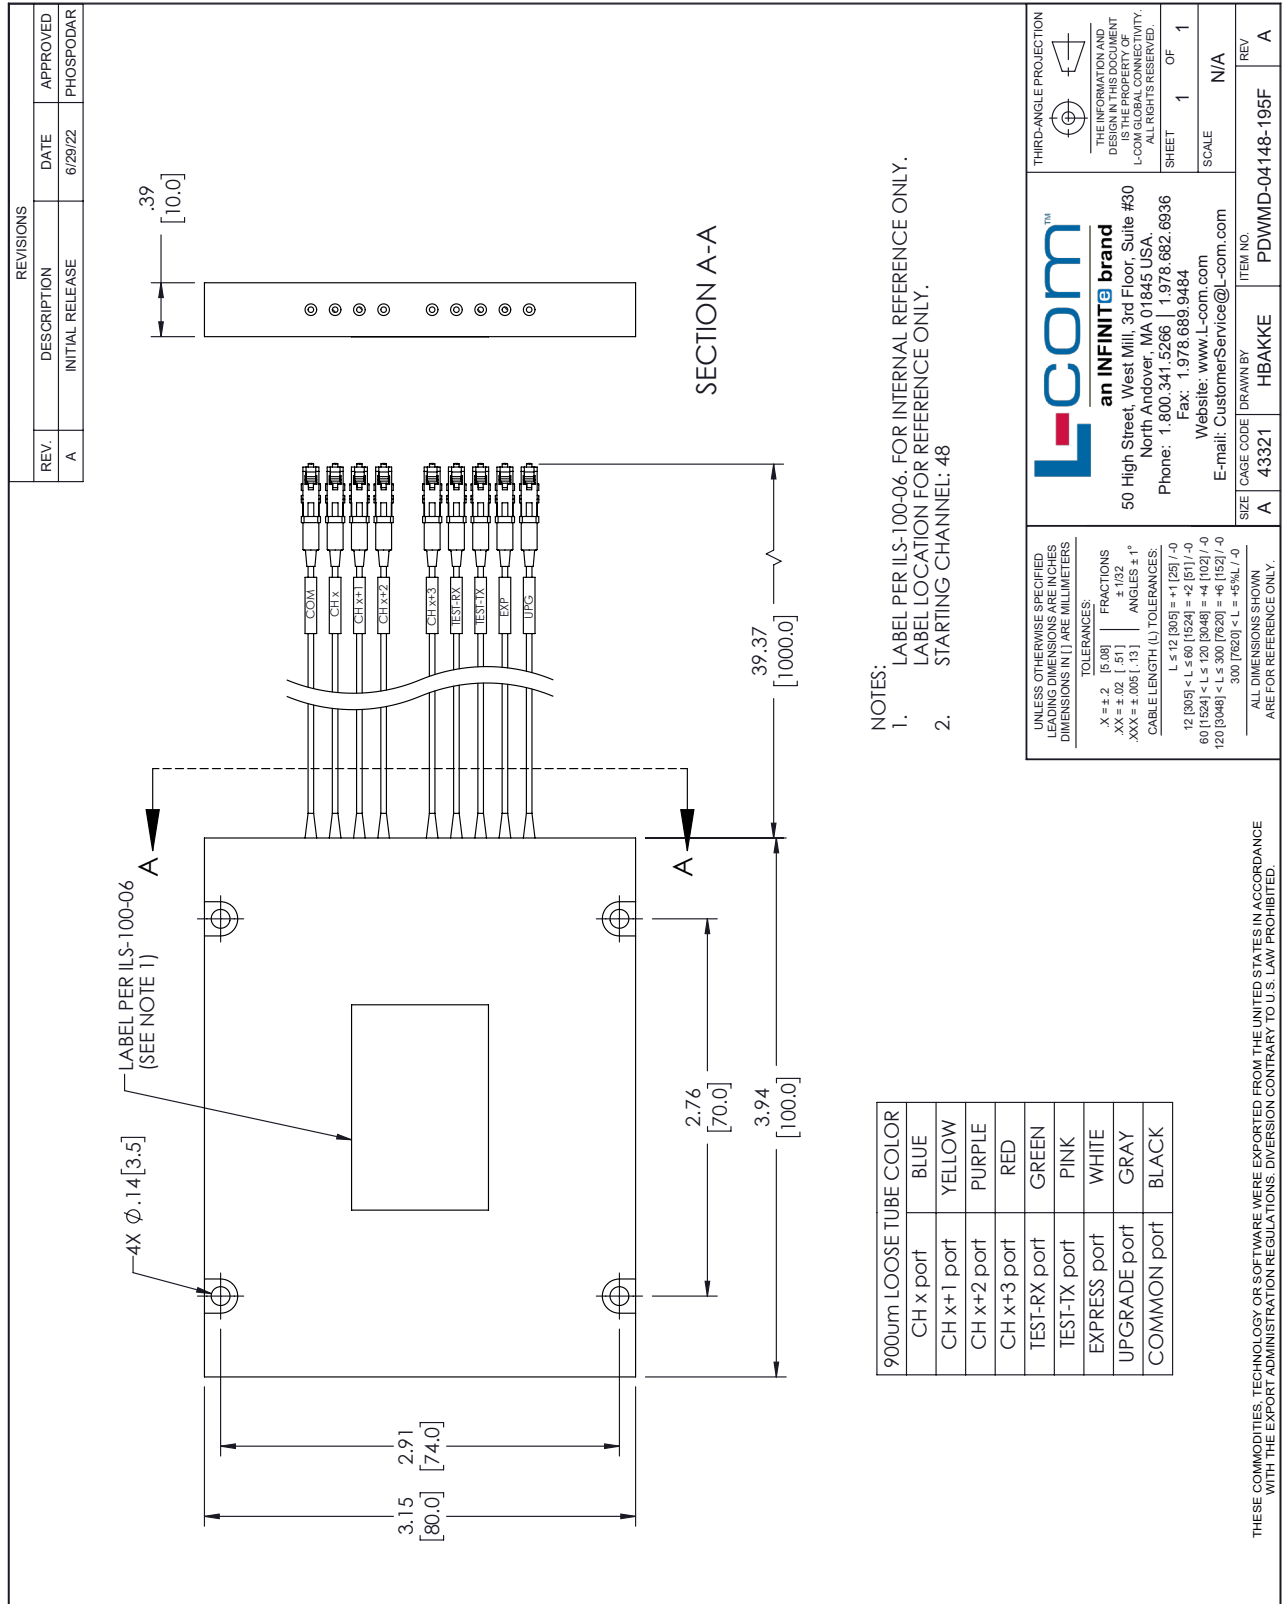 REVISIONS
REV. DESCRIPTION DATE APPROVED
A INITIAL RELEASE 6/29/22 PHOSPODAR
4X Ø.14[3.5]
LABEL PER ILS-100-06
(SEE NOTE 1)
A
A
COM
CH x
CH x+1
CH x+2
CH x+3
TEST-RX
TEST-TX
EXP
UPG
.39
[10.0]
SECTION A-A
2.91
[74.0]
3.15
[80.0]
2.76
[70.0]
3.94
[100.0]
39.37
[1000.0]
900um LOOSE TUBE COLOR
CH x port BLUE
CH x+1 port YELLOW
CH x+2 port PURPLE
CH x+3 port RED
TEST-RX port GREEN
TEST-TX port PINK
EXPRESS port WHITE
UPGRADE port GRAY
COMMON port BLACK
NOTES:
1. LABEL PER ILS-100-06. FOR INTERNAL REFERENCE ONLY.
LABEL LOCATION FOR REFERENCE ONLY.
2. STARTING CHANNEL: 48
UNLESS OTHERWISE SPECIFIED
LEADING DIMENSIONS ARE INCHES
DIMENSIONS IN [ ] ARE MILLIMETERS
TOLERANCES:
.X = ± .2 [5.08] FRACTIONS
.XX = ± .02 [ .51 ] ± 1/32
.XXX = ± .005 [ .13 ] ANGLES ± 1°
CABLE LENGTH (L) TOLERANCES:
L ≤ 12 [305] = +1 [25] / -0
12 [305] < L ≤ 60 [1524] = +2 [51] / -0
60 [1524] < L ≤ 120 [3048] = +4 [102] / -0
120 [3048] < L ≤ 300 [7620] = +6 [152] / -0
300 [7620] < L = +5%L / -0
ALL DIMENSIONS SHOWN
ARE FOR REFERENCE ONLY.
L-com™
an INFINITe brand
50 High Street, West Mill, 3rd Floor, Suite #30
North Andover, MA 01845 USA.
Phone: 1.800.341.5266 | 1.978.682.6936
Fax: 1.978.689.9484
Website: www.L-com.com
E-mail: CustomerService@L-com.com
THIRD-ANGLE PROJECTION
THE INFORMATION AND
DESIGN IN THIS DOCUMENT
IS THE PROPERTY OF
L-COM GLOBAL CONNECTIVITY.
ALL RIGHTS RESERVED.
SHEET 1 OF 1
SCALE N/A
SIZE CAGE CODE DRAWN BY ITEM NO. REV
A 43321 HBAKKE PDWMD-04148-195F A
THESE COMMODITIES, TECHNOLOGY OR SOFTWARE WERE EXPORTED FROM THE UNITED STATES IN ACCORDANCE
WITH THE EXPORT ADMINISTRATION REGULATIONS. DIVERSION CONTRARY TO U.S. LAW PROHIBITED.